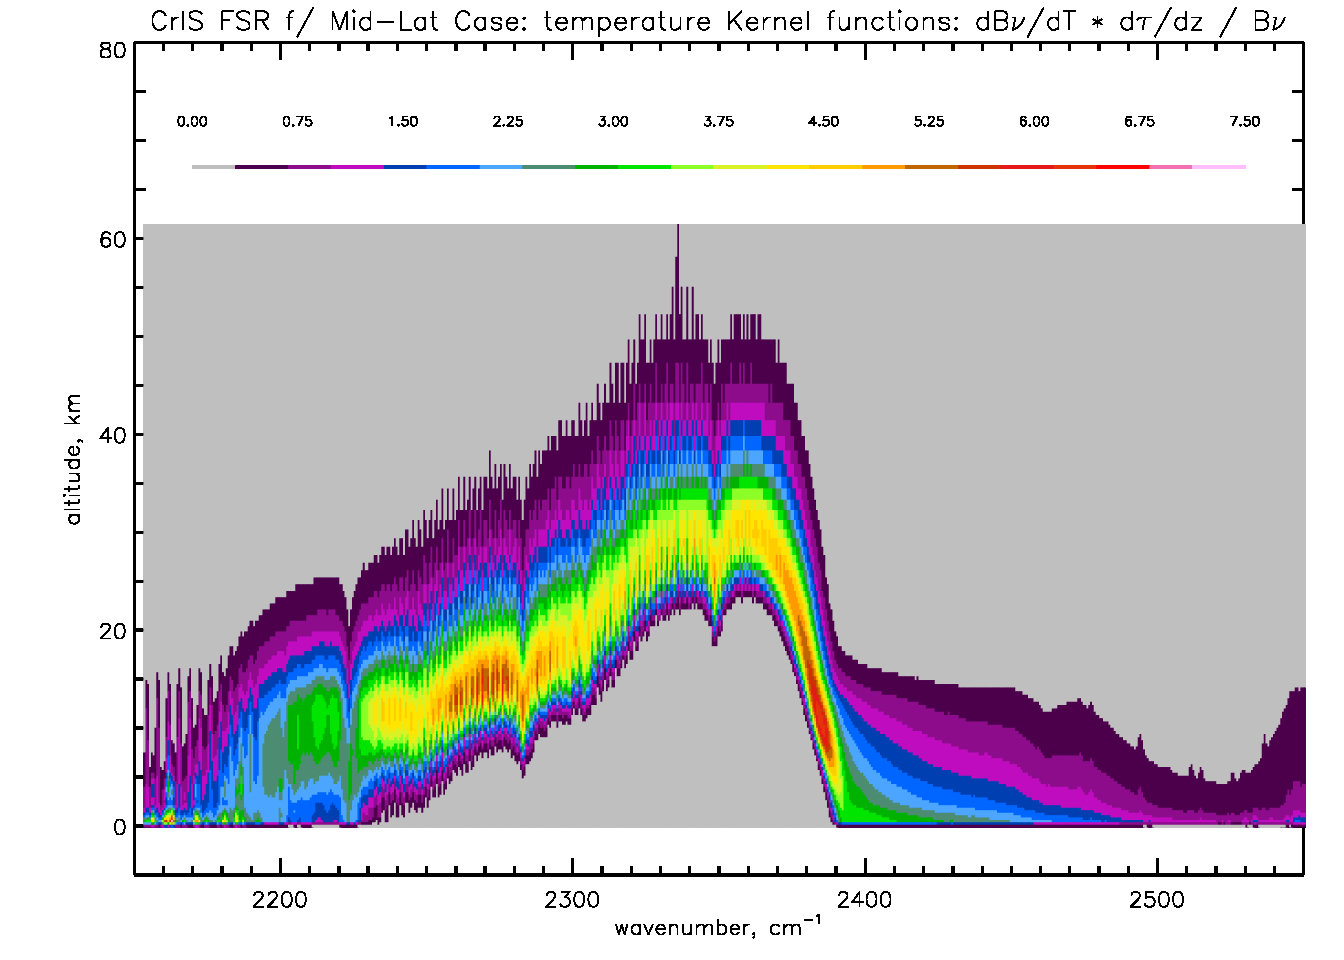 CrIS FSR f/ Mid-Lat Case: temperature Kernel functions: dBν/dT * dτ/dz / Bν
80
0.00 0.75 1.50 2.25 3.00 3.75 4.50 5.25 6.00 6.75 7.50
60
40
altitude, km
20
0
2200 2300 2400 2500
wavenumber, cm⁻¹